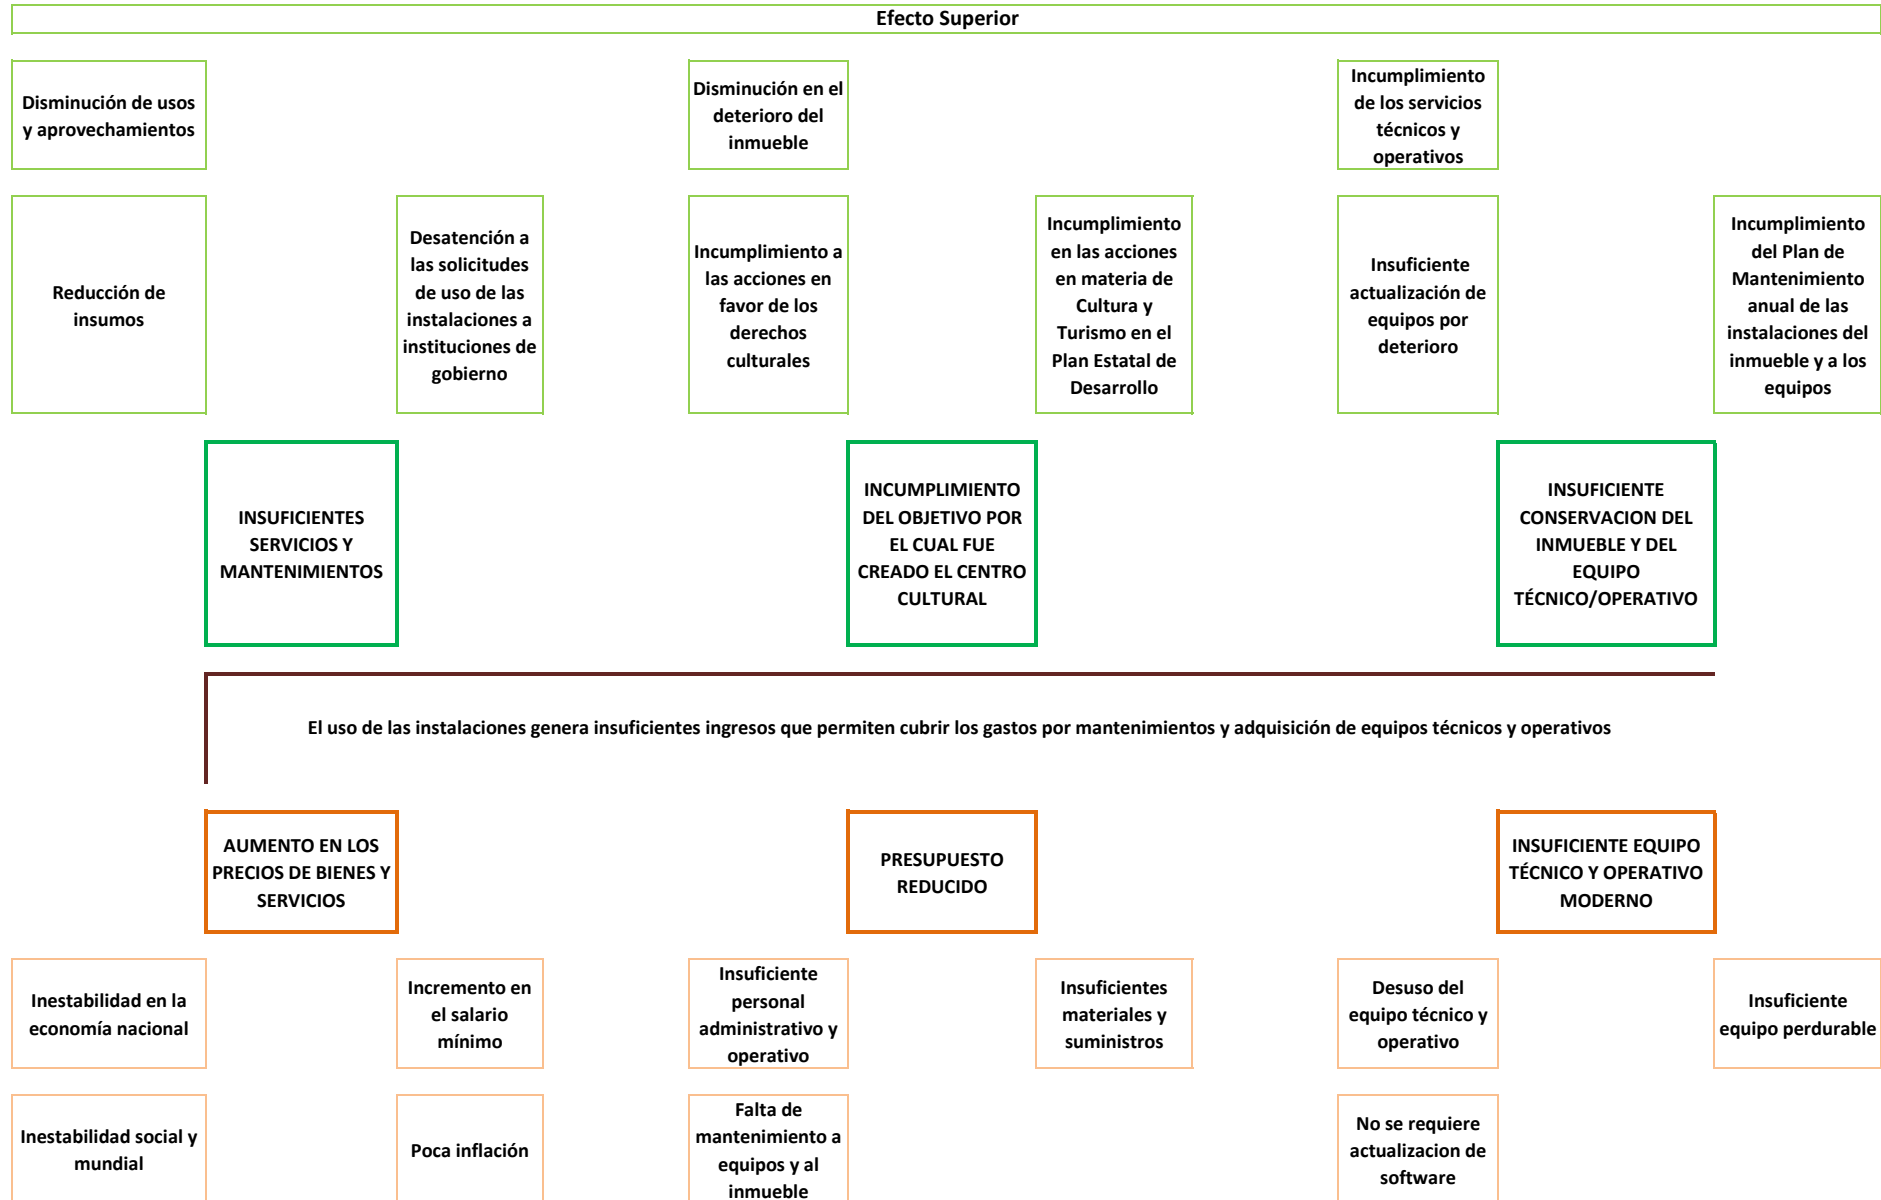 Efecto Superior
Disminución de usos
y aprovechamientos
Disminución en el
deterioro del
inmueble
Incumplimiento
de los servicios
técnicos y
operativos
Reducción de
insumos
Desatención a
las solicitudes
de uso de las
instalaciones a
instituciones de
gobierno
Incumplimiento a
las acciones en
favor de los
derechos
culturales
Incumplimiento
en las acciones
en materia de
Cultura y
Turismo en el
Plan Estatal de
Desarrollo
Insuficiente
actualización de
equipos por
deterioro
Incumplimiento
del Plan de
Mantenimiento
anual de las
instalaciones del
inmueble y a los
equipos
INSUFICIENTES
SERVICIOS Y
MANTENIMIENTOS
INCUMPLIMIENTO
DEL OBJETIVO POR
EL CUAL FUE
CREADO EL CENTRO
CULTURAL
INSUFICIENTE
CONSERVACION DEL
INMUEBLE Y DEL
EQUIPO
TÉCNICO/OPERATIVO
El uso de las instalaciones genera insuficientes ingresos que permiten cubrir los gastos por mantenimientos y adquisición de equipos técnicos y operativos
AUMENTO EN LOS
PRECIOS DE BIENES Y
SERVICIOS
PRESUPUESTO
REDUCIDO
INSUFICIENTE EQUIPO
TÉCNICO Y OPERATIVO
MODERNO
Inestabilidad en la
economía nacional
Incremento en
el salario
mínimo
Insuficiente
personal
administrativo y
operativo
Insuficientes
materiales y
suministros
Desuso del
equipo técnico y
operativo
Insuficiente
equipo perdurable
Inestabilidad social y
mundial
Poca inflación
Falta de
mantenimiento a
equipos y al
inmueble
No se requiere
actualizacion de
software